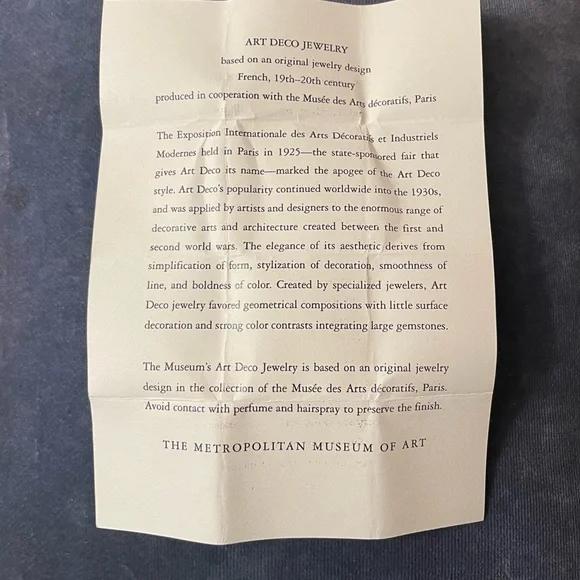 ART DECO JEWELRY
based on an original jewelry design
French, 19th–20th century
produced in cooperation with the Musée des Arts décoratifs, Paris
The Exposition Internationale des Arts Décoratifs et Industriels
Modernes held in Paris in 1925—the state-sponsored fair that
gives Art Deco its name—marked the apogee of the Art Deco
style. Art Deco's popularity continued worldwide into the 1930s,
and was applied by artists and designers to the enormous range of
decorative arts and architecture created between the first and
second world wars. The elegance of its aesthetic derives from
simplification of form, stylization of decoration, smoothness of
line, and boldness of color. Created by specialized jewelers, Art
Deco jewelry favored geometrical compositions with little surface
decoration and strong color contrasts integrating large gemstones.
The Museum's Art Deco Jewelry is based on an original jewelry
design in the collection of the Musée des Arts décoratifs, Paris.
Avoid contact with perfume and hairspray to preserve the finish.
THE METROPOLITAN MUSEUM OF ART